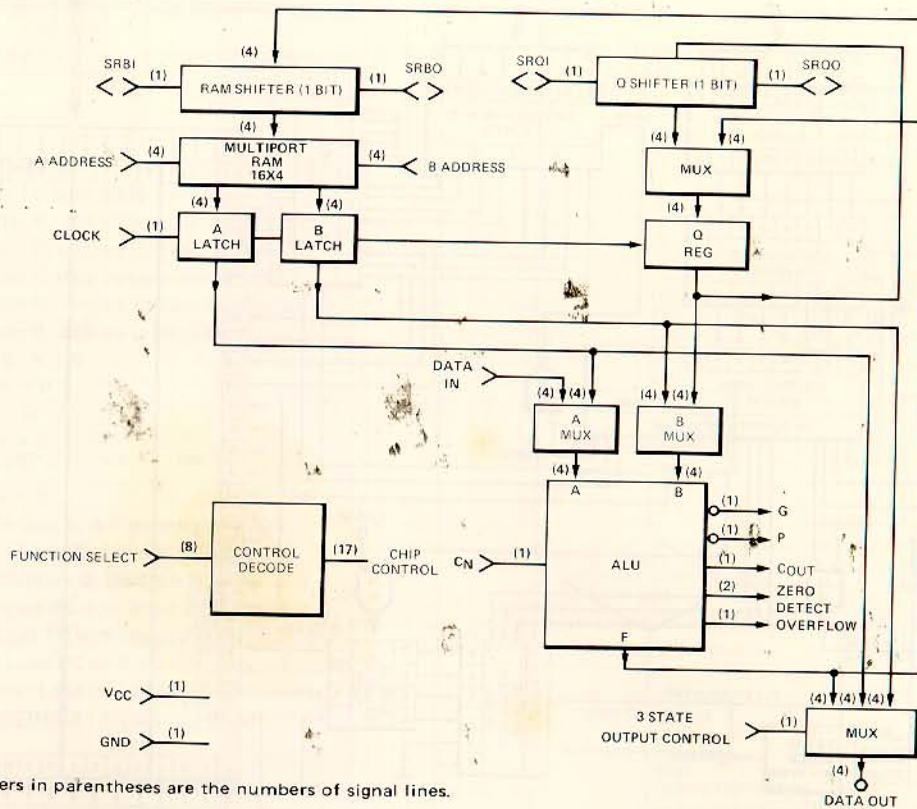 (4)
SRBI
(1)
RAM SHIFTER (1 BIT)
(1)
SRBO
SRQI
(1)
Q SHIFTER (1 BIT)
(1)
SRQO
(4)
(4)
(4)
A ADDRESS
(4)
MULTIPORT
RAM
16X4
(4)
B ADDRESS
MUX
(4)
(4)
(4)
CLOCK
(1)
A
LATCH
B
LATCH
Q
REG
DATA
IN
(4)
(4)
(4)
(4)
A
MUX
B
MUX
(4)
(4)
A
B
(1)
G
(1)
P
FUNCTION SELECT
(8)
CONTROL
DECODE
(17)
CHIP
CONTROL
CN
(1)
ALU
(1)
COUT
(2)
ZERO
DETECT
(1)
OVERFLOW
F
VCC
(1)
(4)
(4)
(4)
3 STATE
OUTPUT CONTROL
(1)
MUX
GND
(1)
(4)
DATA OUT
ers in parentheses are the numbers of signal lines.